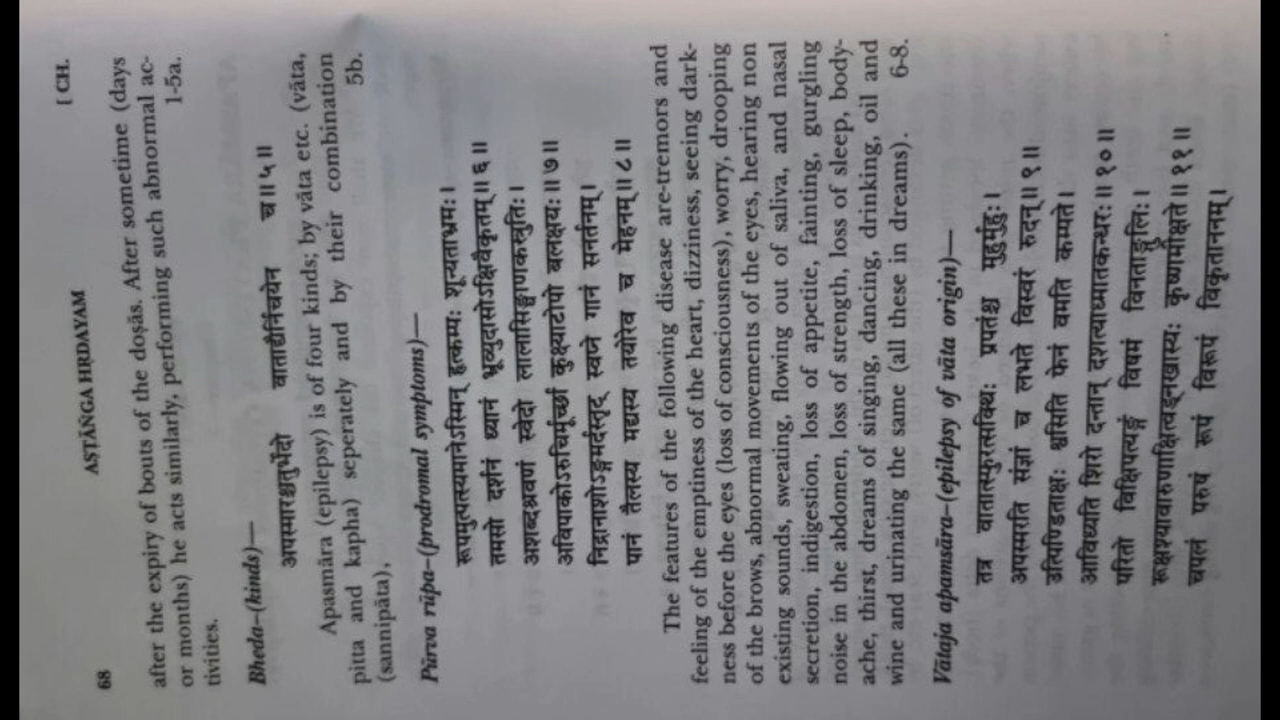 68
AṢṬĀṄGA HṚDAYAM
[ CH.
after the expiry of bouts of the doṣās. After sometime (days
or months) he acts similarly, performing such abnormal ac-
tivities. 1-5a.
Bheda—(kinds)—
अपस्मारश्चतुर्भेदो वाताद्यैर्निचयेन च॥५॥
Apasmāra (epilepsy) is of four kinds; by vāta etc. (vāta,
pitta and kapha) seperately and by their combination
(sannipāta), 5b.
Pūrva rūpa—(prodromal symptoms)—
रूपमुत्पत्स्यमानेऽस्मिन् हृत्कम्पः शून्यताभ्रमः।
तमसो दर्शनं ध्यानं भ्रूव्युदासोऽक्षिवैकृतम्॥६॥
अशब्दश्रवणं स्वेदो लालासिङ्घाणकस्रुतिः।
अविपाकोऽरुचिर्मूर्च्छा कुक्ष्याटोपो बलक्षयः॥७॥
निद्रानाशोऽङ्गमर्दस्तृट् स्वप्ने गानं सनर्तनम्।
पानं तैलस्य मद्यस्य तयोरेव च मेहनम्॥८॥
The features of the following disease are-tremors and
feeling of the emptiness of the heart, dizziness, seeing dark-
ness before the eyes (loss of consciousness), worry, drooping
of the brows, abnormal movements of the eyes, hearing non
existing sounds, sweating, flowing out of saliva, and nasal
secretion, indigestion, loss of appetite, fainting, gurgling
noise in the abdomen, loss of strength, loss of sleep, body-
ache, thirst, dreams of singing, dancing, drinking, oil and
wine and urinating the same (all these in dreams). 6-8.
Vātaja apamsāra—(epilepsy of vāta origin)—
तत्र वातात्स्फुरत्सक्थिः प्रपतंश्च मुहुर्मुहुः।
अपस्मरति संज्ञां च लभते विस्वरं रुदन्॥९॥
उत्पिण्डिताक्षः श्वसिति फेनं वमति कम्पते।
आविध्यति शिरो दन्तान् दशत्याध्मातकन्धरः॥१०॥
परितो विक्षिपत्यङ्गं विषमं विनताङ्गुलिः।
रूक्षश्यावारुणाक्षित्वङ्नखास्यः कृष्णमीक्षते॥११॥
चपलं परुषं रूपं विरूपं विकृताननम्।